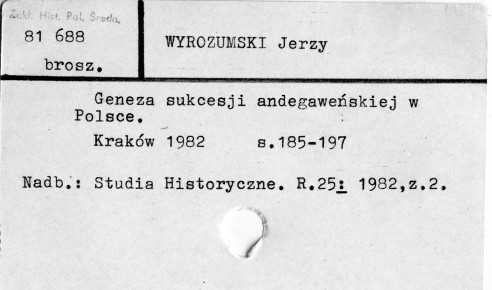 Zakł. Hist. Pol. Średn.
81 688
brosz.
WYROZUMSKI Jerzy
Geneza sukcesji andegaweńskiej w
Polsce.
Kraków 1982 s.185-197
Nadb.: Studia Historyczne. R.25: 1982,z.2.